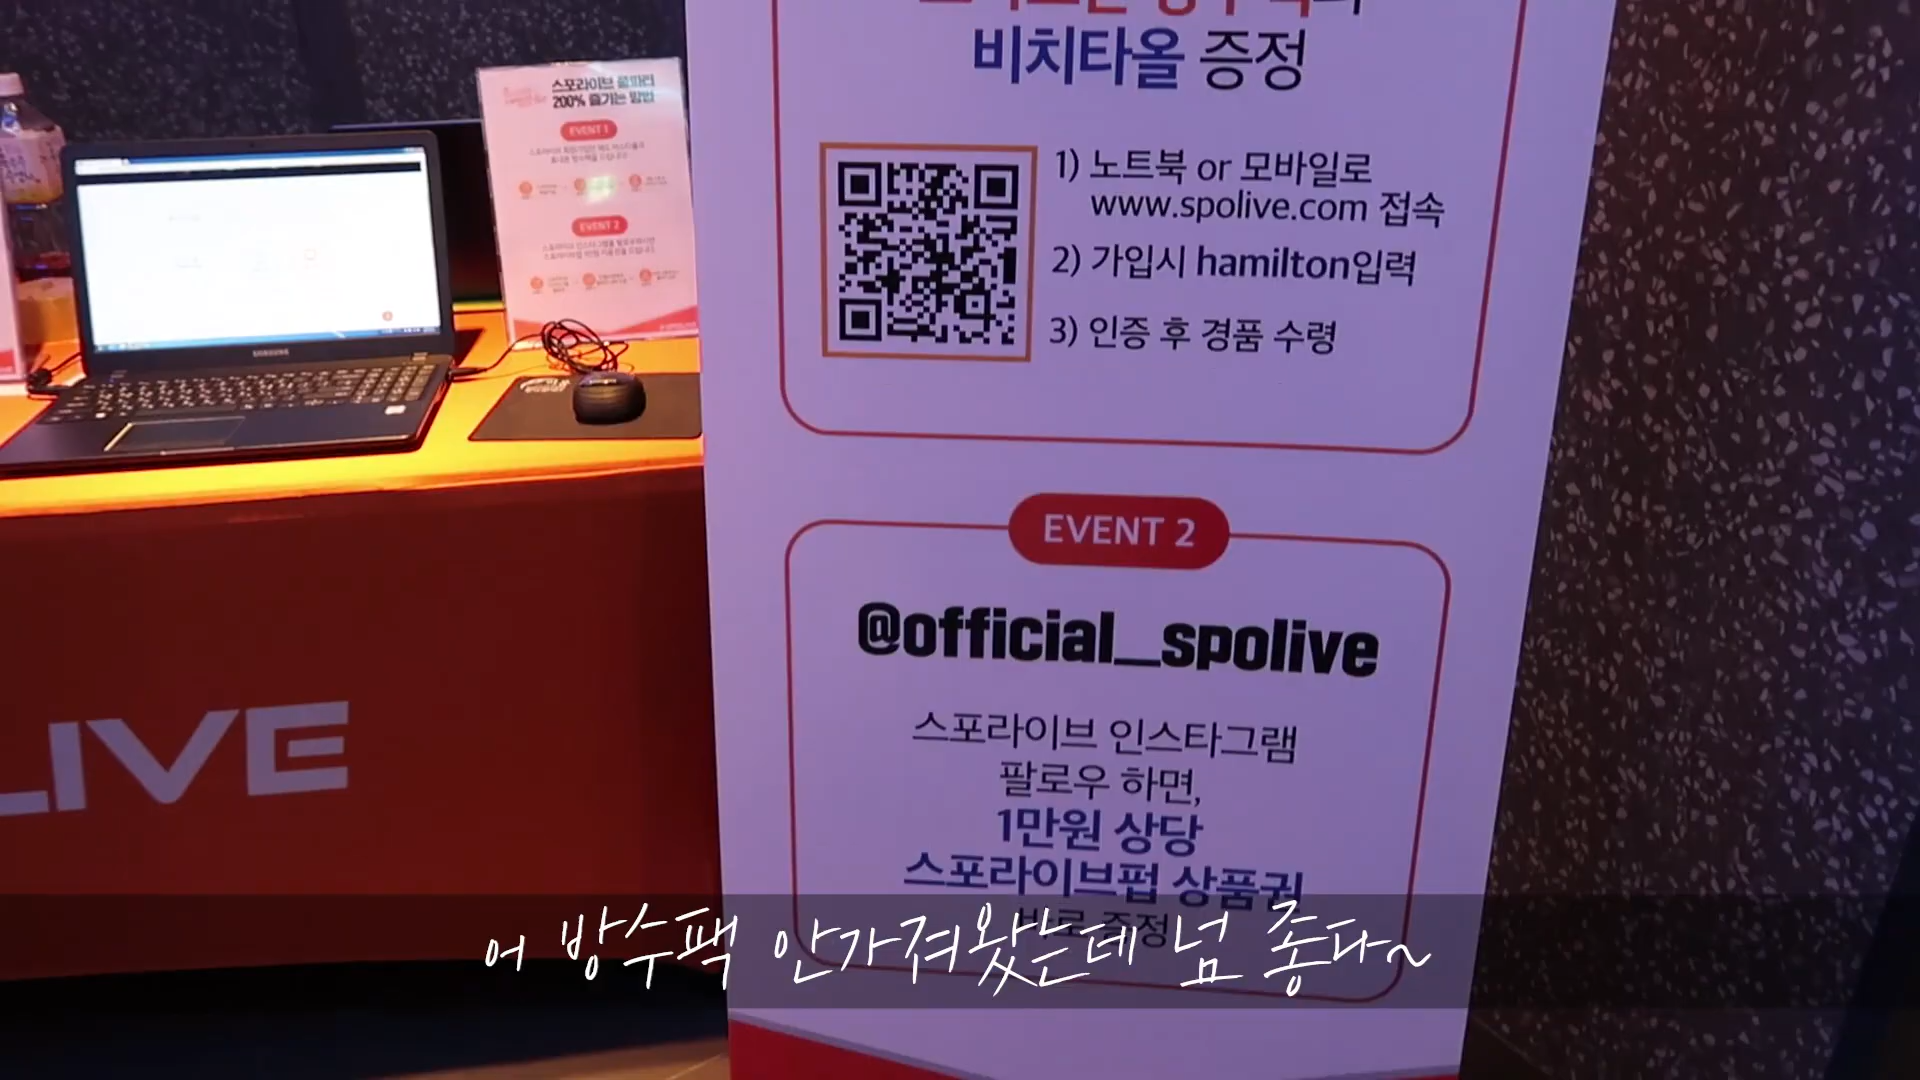 비치타올 증정
1) 노트북 or 모바일로
www.spolive.com 접속
2) 가입시 hamilton입력
3) 인증 후 경품 수령
EVENT 2
@official_spolive
스포라이브 인스타그램
팔로우 하면,
1만원 상당
스포라이브펍 상품권
바로 증정
스포라이브 풀파티
200% 즐기는 방법
EVENT 1
EVENT 2
SAMSUNG
LIVE
어 방수팩 안가져왔는데 넘 좋다~